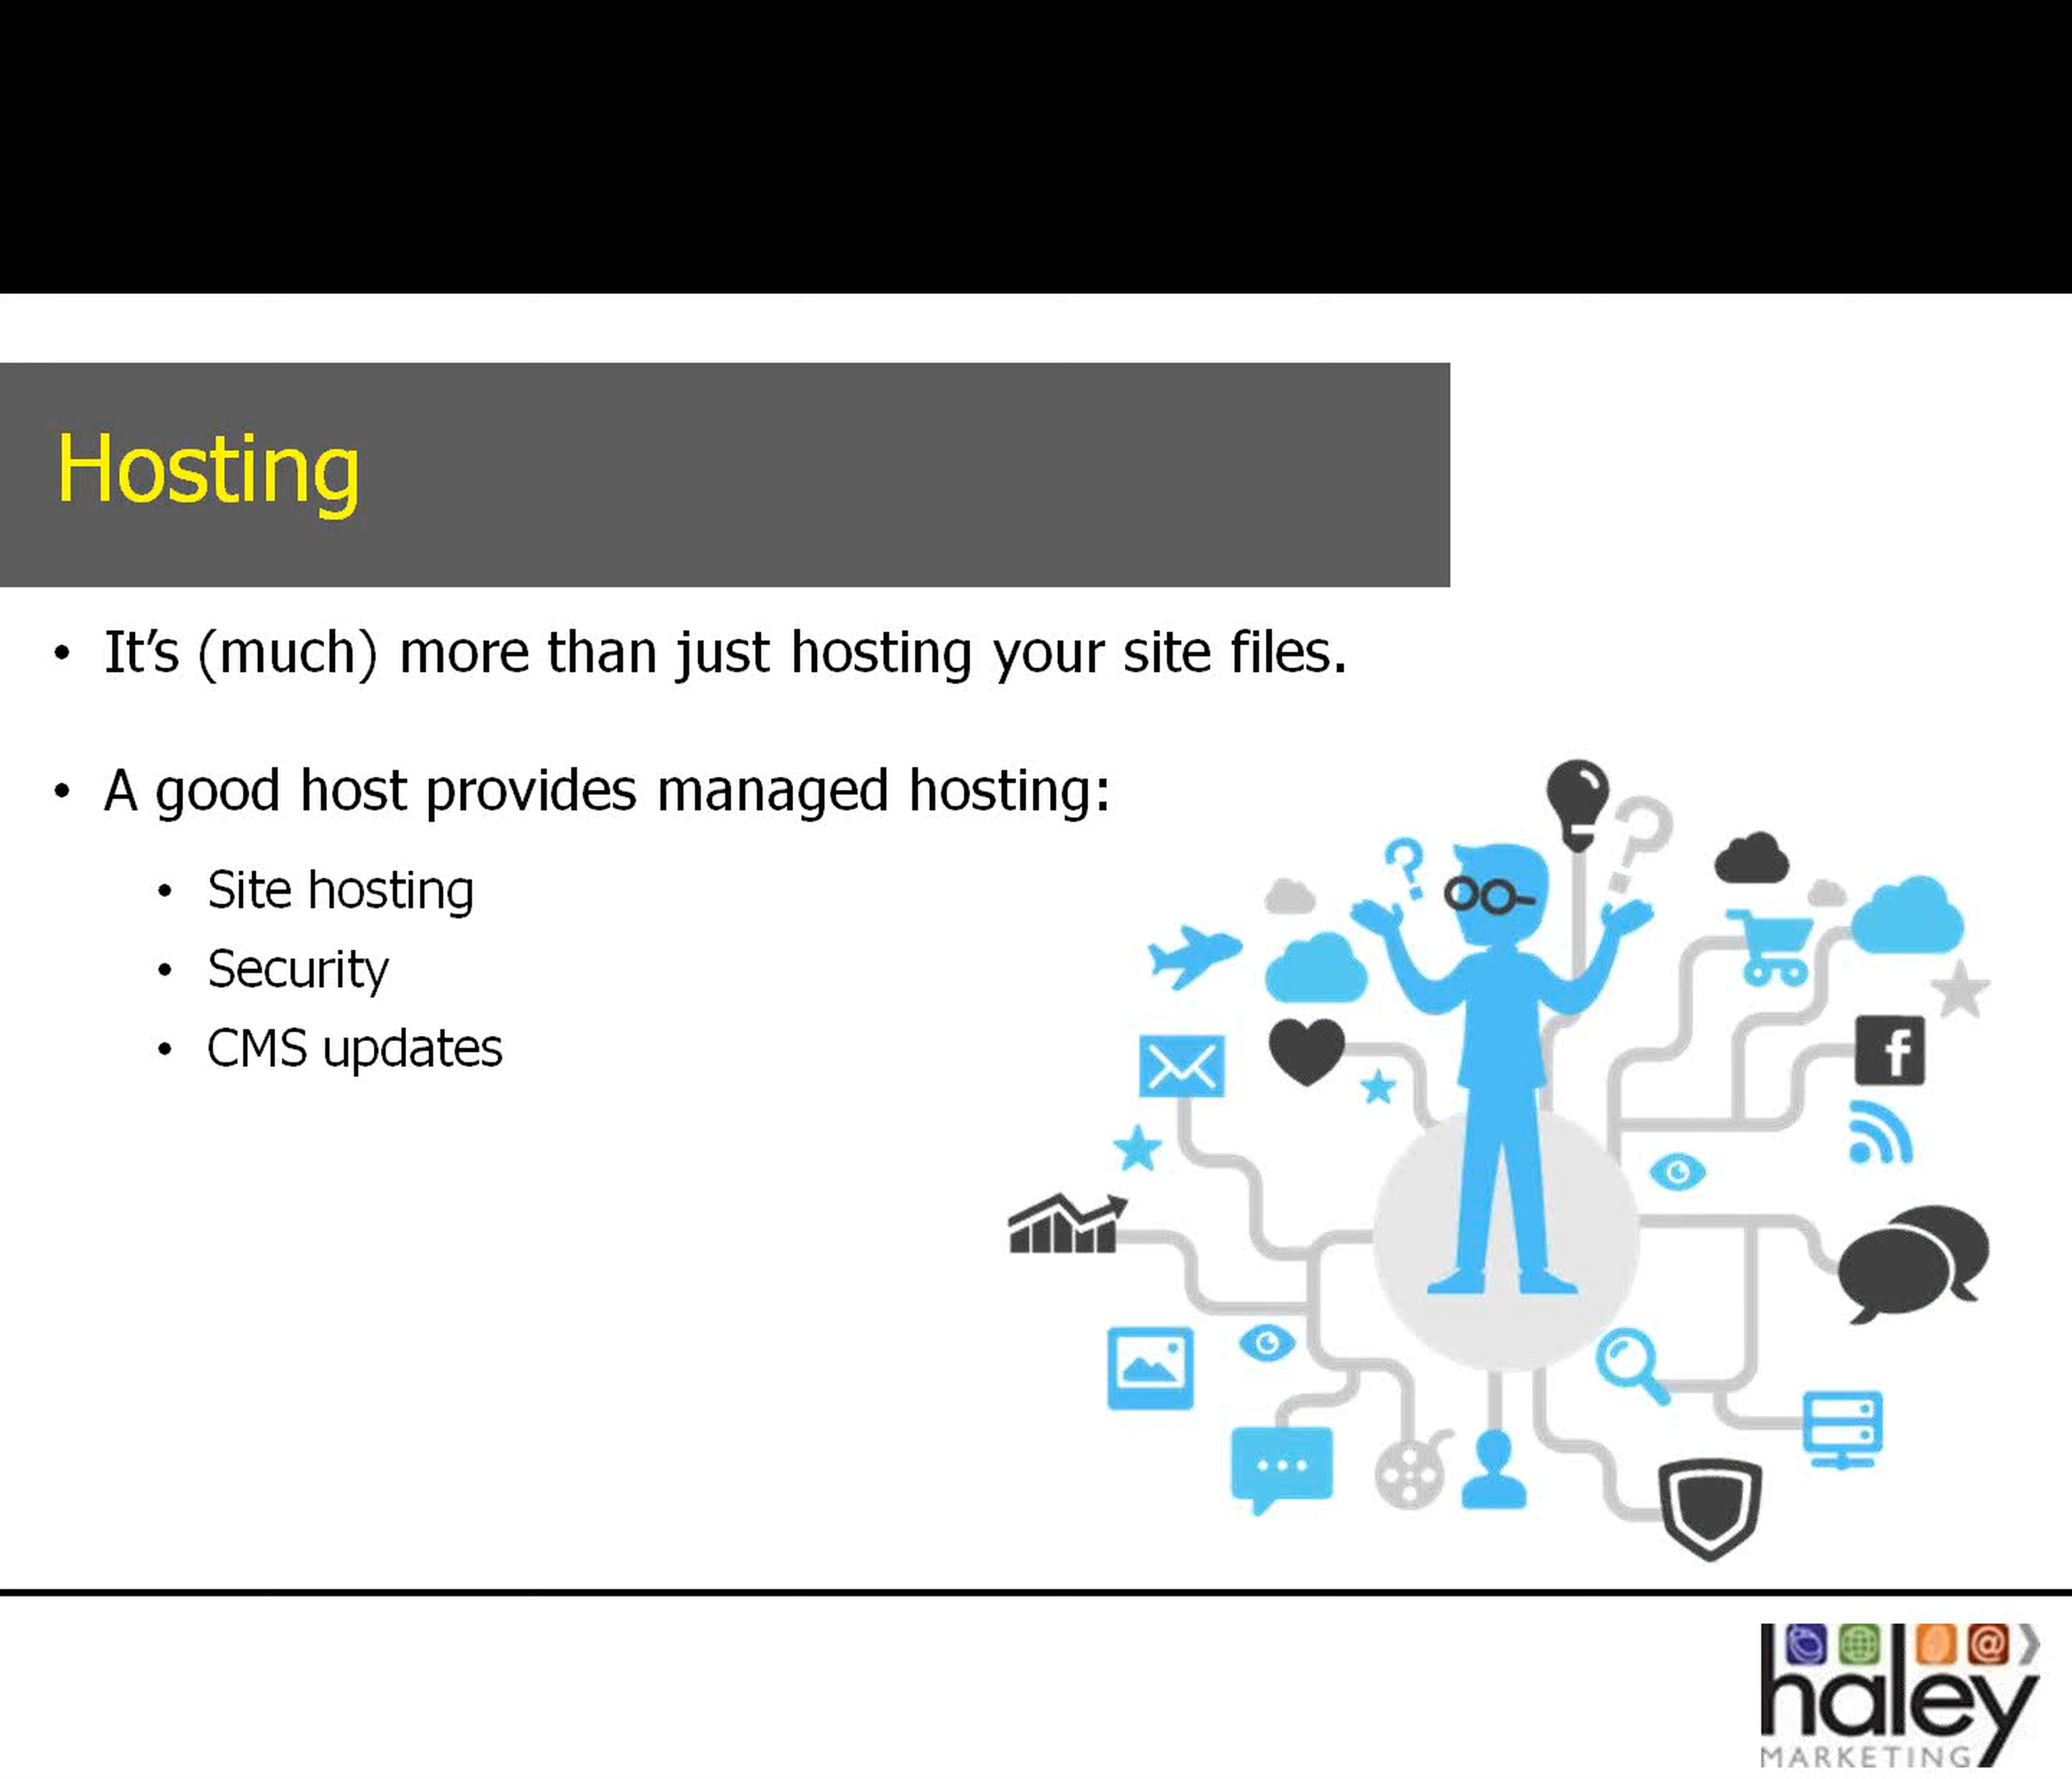 Hosting
• It’s (much) more than just hosting your site files.
• A good host provides managed hosting:
• Site hosting
• Security
• CMS updates
f
@
haley
MARKETING